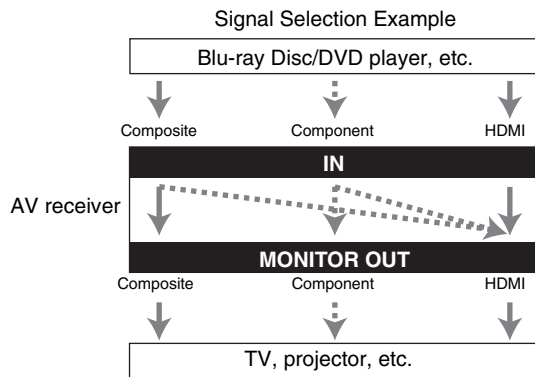 Signal Selection Example
Blu-ray Disc/DVD player, etc.
Composite Component HDMI
IN
AV receiver
MONITOR OUT
Composite Component HDMI
TV, projector, etc.